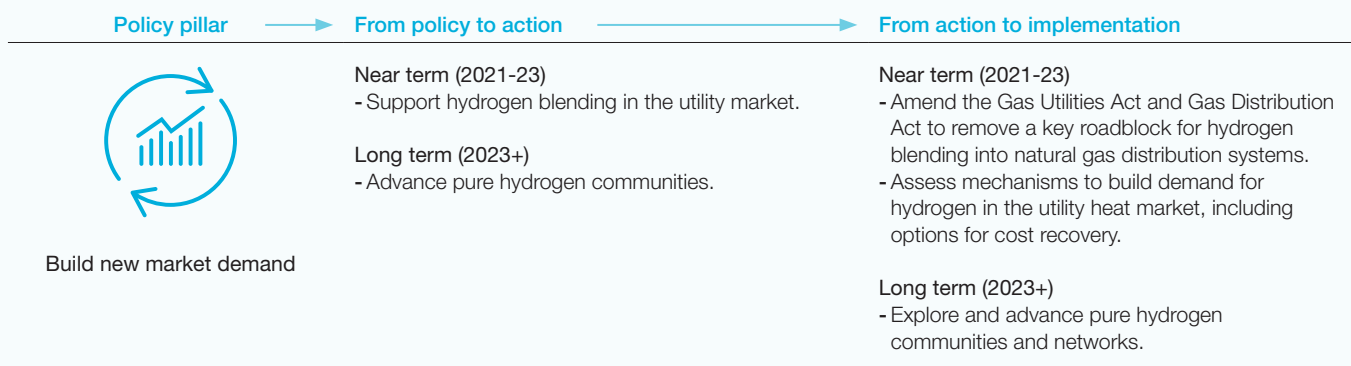 Policy pillar
From policy to action
From action to implementation
Build new market demand
Near term (2021-23)
- Support hydrogen blending in the utility market.
Long term (2023+)
- Advance pure hydrogen communities.
Near term (2021-23)
- Amend the Gas Utilities Act and Gas Distribution
Act to remove a key roadblock for hydrogen
blending into natural gas distribution systems.
- Assess mechanisms to build demand for
hydrogen in the utility heat market, including
options for cost recovery.
Long term (2023+)
- Explore and advance pure hydrogen
communities and networks.